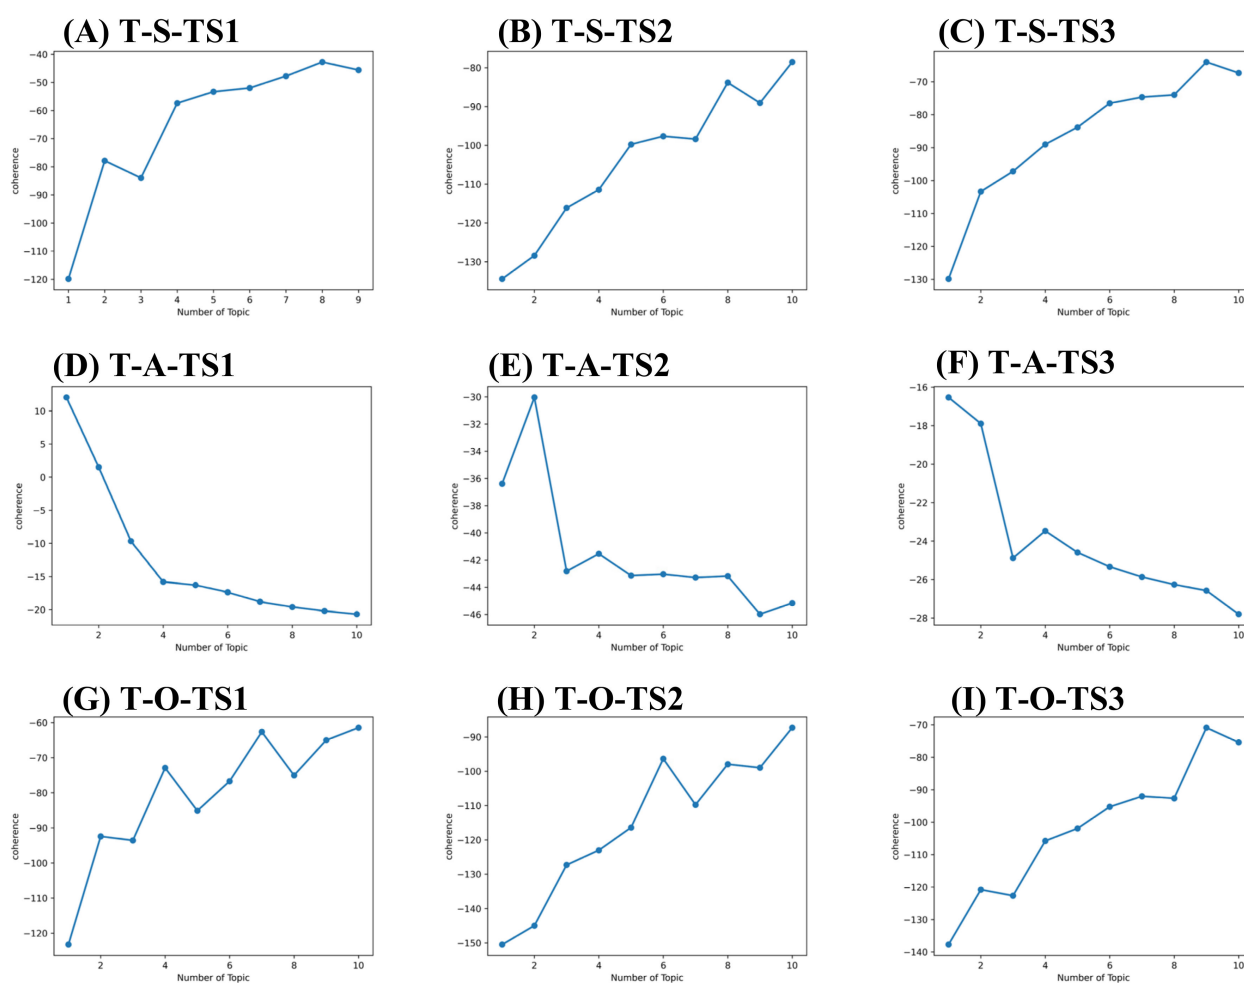 (A) T-S-TS1
−40
−50
−60
−70
−80
−90
−100
−110
−120
coherence
1 2 3 4 5 6 7 8 9
Number of Topic
(B) T-S-TS2
−80
−90
−100
−110
−120
−130
coherence
2 4 6 8 10
Number of Topic
(C) T-S-TS3
−70
−80
−90
−100
−110
−120
−130
coherence
2 4 6 8 10
Number of Topic
(D) T-A-TS1
10
5
0
−5
−10
−15
−20
coherence
2 4 6 8 10
Number of Topic
(E) T-A-TS2
−30
−32
−34
−36
−38
−40
−42
−44
−46
coherence
2 4 6 8 10
Number of Topic
(F) T-A-TS3
−16
−18
−20
−22
−24
−26
−28
coherence
2 4 6 8 10
Number of Topic
(G) T-O-TS1
−60
−70
−80
−90
−100
−110
−120
coherence
2 4 6 8 10
Number of Topic
(H) T-O-TS2
−90
−100
−110
−120
−130
−140
−150
coherence
2 4 6 8 10
Number of Topic
(I) T-O-TS3
−70
−80
−90
−100
−110
−120
−130
−140
coherence
2 4 6 8 10
Number of Topic